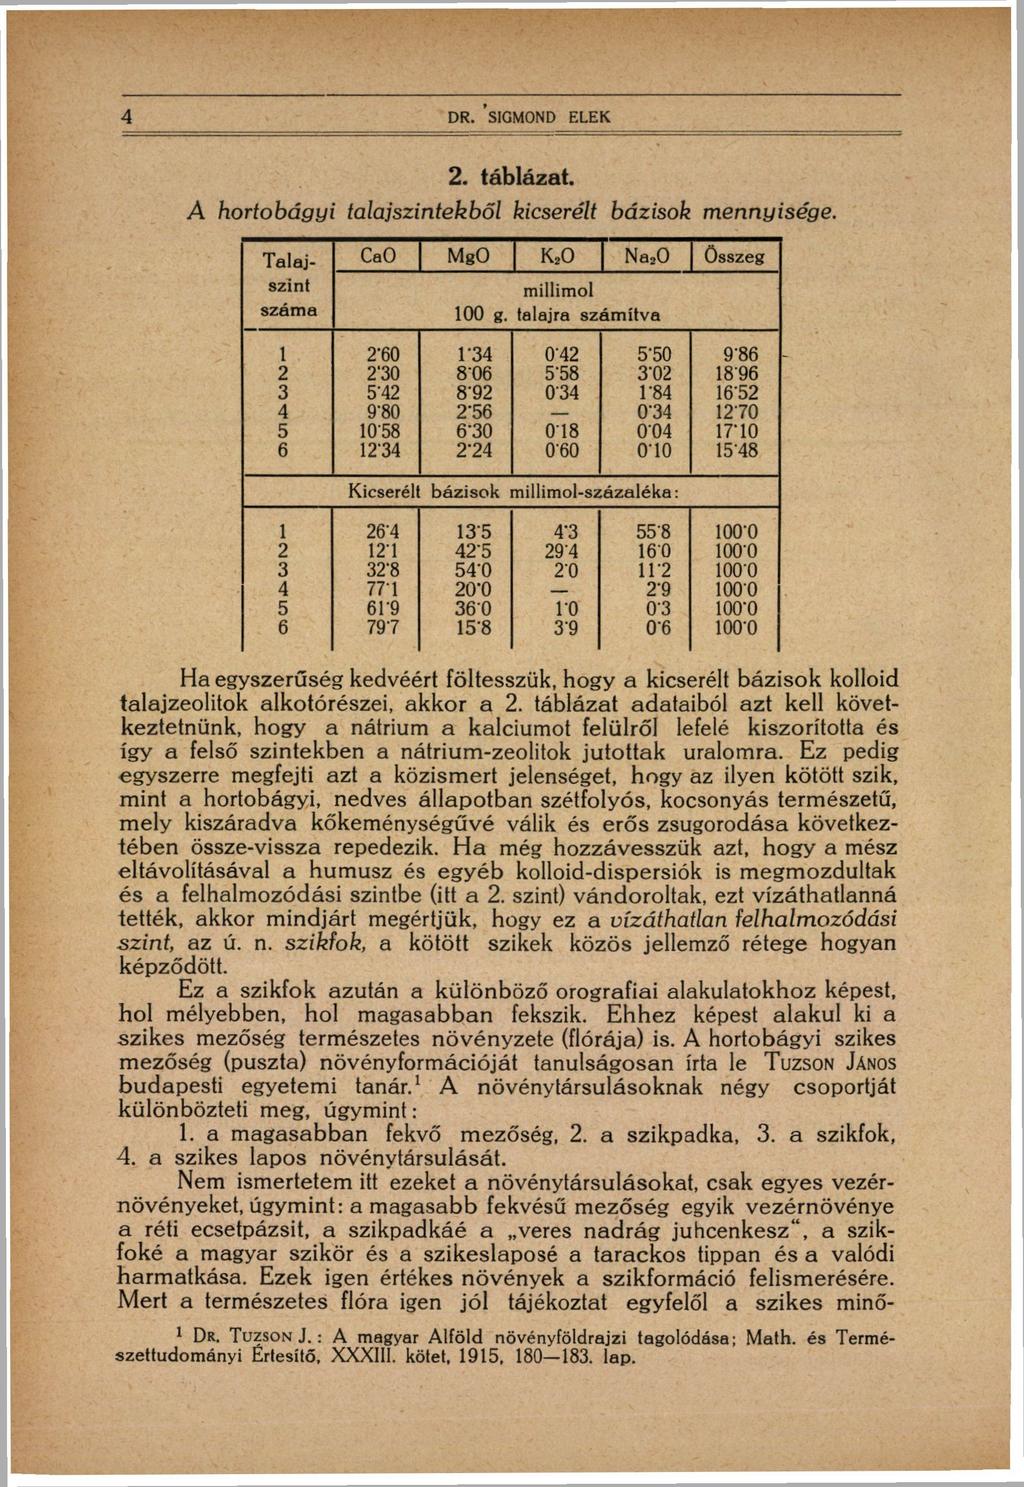 4 DR. 'SIGMOND ELEK
2. táblázat.
A hortobágyi talajszintekből kicserélt bázisok mennyisége.
Talaj- CaO MgO K₂O Na₂O Összeg
szint millimol
száma 100 g. talajra számítva
1 2·60 1·34 0·42 5·50 9·86
2 2·30 8·06 5·58 3·02 18·96
3 5·42 8·92 0·34 1·84 16·52
4 9·80 2·56 — 0·34 12·70
5 10·58 6·30 0·18 0·04 17·10
6 12·34 2·24 0·60 0·10 15·48
Kicserélt bázisok millimol-százaléka:
1 26·4 13·5 4·3 55·8 100·0
2 12·1 42·5 29·4 16·0 100·0
3 32·8 54·0 2·0 11·2 100·0
4 77·1 20·0 — 2·9 100·0
5 61·9 36·0 1·0 0·3 100·0
6 79·7 15·8 3·9 0·6 100·0
Ha egyszerűség kedvéért föltesszük, hogy a kicserélt bázisok kolloid
talajzeolitok alkotórészei, akkor a 2. táblázat adataiból azt kell követ-
keztetnünk, hogy a nátrium a kalciumot felülről lefelé kiszorította és
így a felső szintekben a nátrium-zeolitok jutottak uralomra. Ez pedig
egyszerre megfejti azt a közismert jelenséget, hogy az ilyen kötött szik,
mint a hortobágyi, nedves állapotban szétfolyós, kocsonyás természetű,
mely kiszáradva kőkeménységűvé válik és erős zsugorodása következ-
tében össze-vissza repedezik. Ha még hozzávesszük azt, hogy a mész
eltávolításával a humusz és egyéb kolloid-dispersiók is megmozdultak
és a felhalmozódási szintbe (itt a 2. szint) vándoroltak, ezt vízáthatlanná
tették, akkor mindjárt megértjük, hogy ez a vízáthatlan felhalmozódási
szint, az ú. n. szikfok, a kötött szikek közös jellemző rétege hogyan
képződött.
Ez a szikfok azután a különböző orografiai alakulatokhoz képest,
hol mélyebben, hol magasabban fekszik. Ehhez képest alakul ki a
szikes mezőség természetes növényzete (flórája) is. A hortobágyi szikes
mezőség (puszta) növényformációját tanulságosan írta le TUZSON JÁNOS
budapesti egyetemi tanár.¹ A növénytársulásoknak négy csoportját
különbözteti meg, úgymint:
1. a magasabban fekvő mezőség, 2. a szikpadka, 3. a szikfok,
4. a szikes lapos növénytársulását.
Nem ismertetem itt ezeket a növénytársulásokat, csak egyes vezér-
növényeket, úgymint: a magasabb fekvésű mezőség egyik vezérnövénye
a réti ecsetpázsit, a szikpadkáé a „veres nadrág juhcenkesz“, a szik-
foké a magyar szikör és a szikeslaposé a tarackos tippan és a valódi
harmatkása. Ezek igen értékes növények a szikformáció felismerésére.
Mert a természetes flóra igen jól tájékoztat egyfelől a szikes minő-
¹ DR. TUZSON J.: A magyar Alföld növényföldrajzi tagolódása; Math. és Termé-
szettudományi Értesítő, XXXIII. kötet, 1915, 180—183. lap.